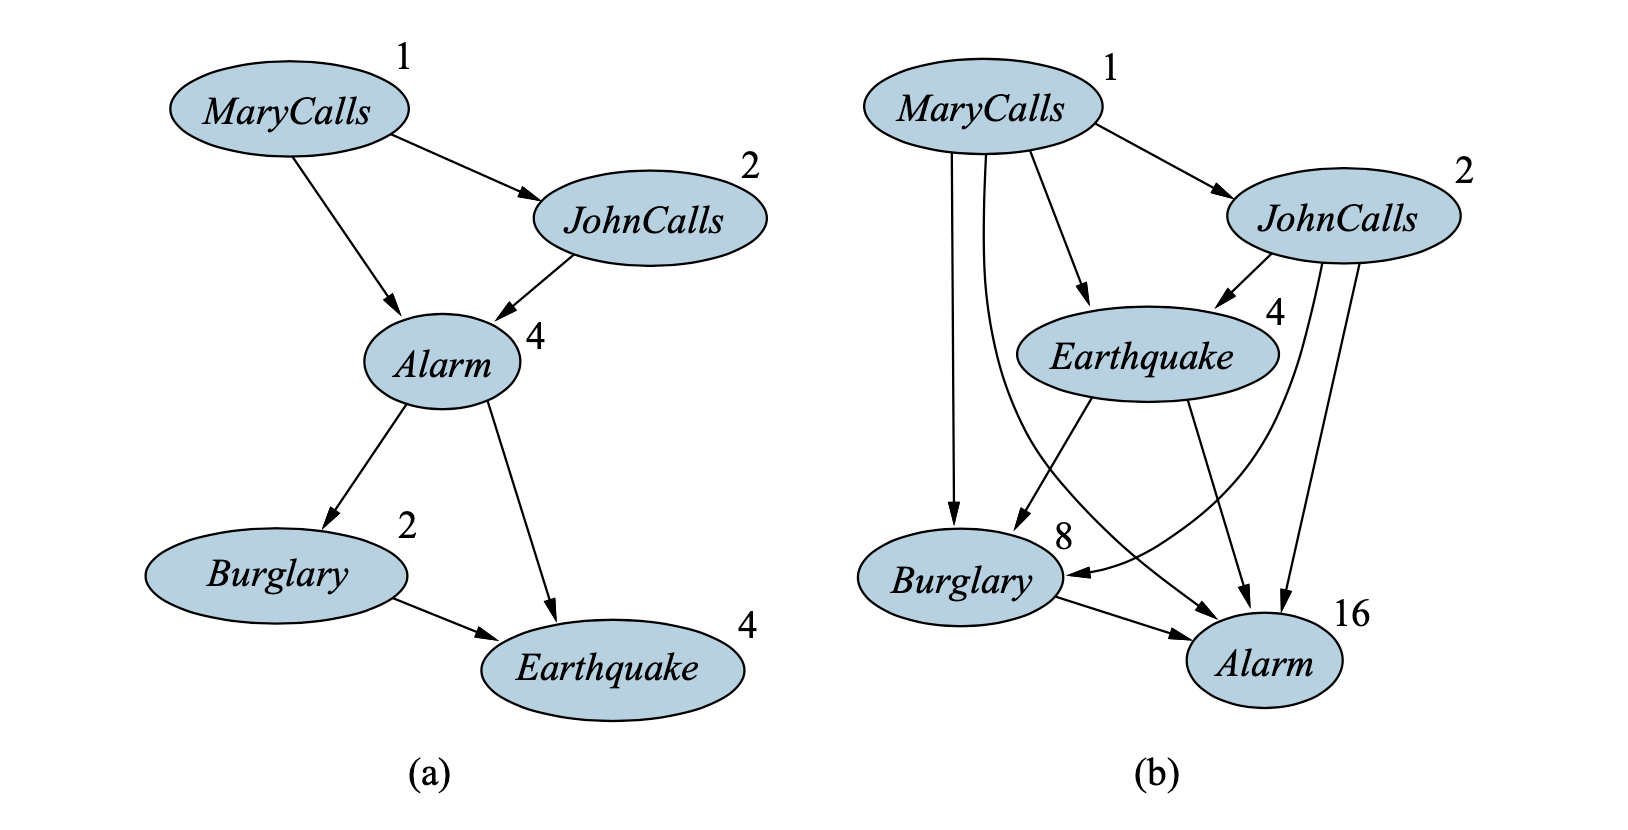 1
MaryCalls
2
JohnCalls
Alarm
4
Burglary
2
Earthquake
4
(a)
1
MaryCalls
2
JohnCalls
Earthquake
4
Burglary
8
Alarm
16
(b)